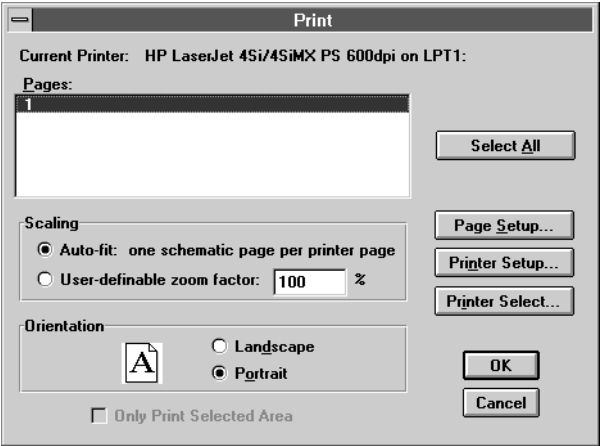 Print
Current Printer: HP LaserJet 4Si/4SiMX PS 600dpi on LPT1:
Pages:
1
Select All
Scaling
Auto-fit: one schematic page per printer page
User-definable zoom factor: 100 %
Page Setup...
Printer Setup...
Printer Select...
Orientation
A
Landscape
Portrait
Only Print Selected Area
OK
Cancel